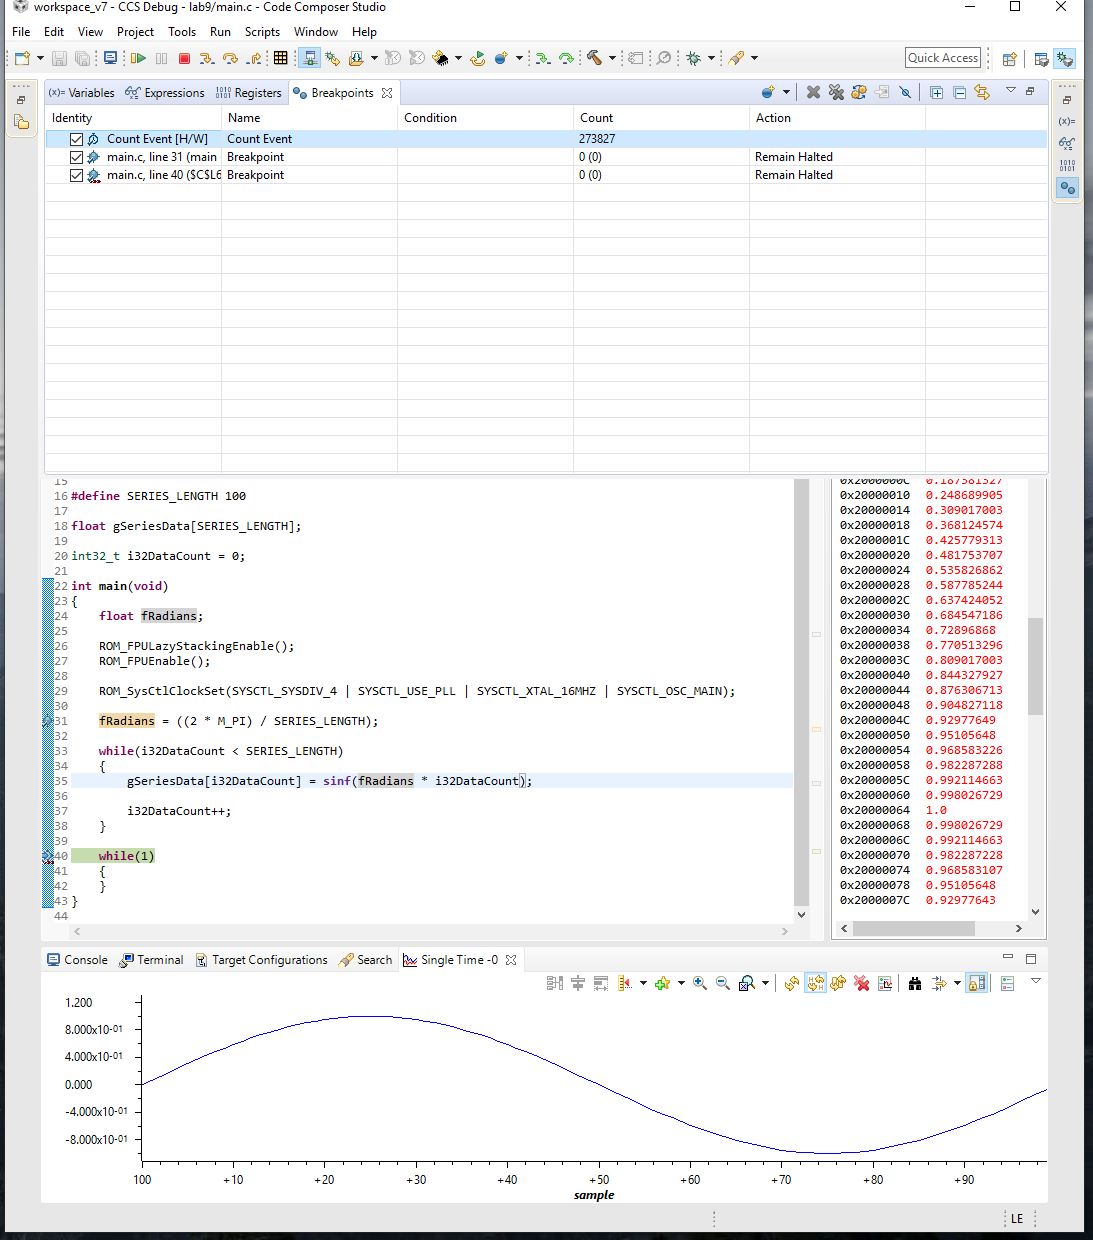 workspace_v7 - CCS Debug - lab9/main.c - Code Composer Studio
File Edit View Project Tools Run Scripts Window Help
Quick Access
(x)= Variables Expressions 1010 0101 Registers Breakpoints
Identity Name Condition Count Action
Count Event [H/W] Count Event 273827
main.c, line 31 (main Breakpoint 0 (0) Remain Halted
main.c, line 40 ($C$L6 Breakpoint 0 (0) Remain Halted
(x)=
1010
0101
15
16 #define SERIES_LENGTH 100
17
18 float gSeriesData[SERIES_LENGTH];
19
20 int32_t i32DataCount = 0;
21
22 int main(void)
23 {
24 float fRadians;
25
26 ROM_FPULazyStackingEnable();
27 ROM_FPUEnable();
28
29 ROM_SysCtlClockSet(SYSCTL_SYSDIV_4 | SYSCTL_USE_PLL | SYSCTL_XTAL_16MHZ | SYSCTL_OSC_MAIN);
30
31 fRadians = ((2 * M_PI) / SERIES_LENGTH);
32
33 while(i32DataCount < SERIES_LENGTH)
34 {
35 gSeriesData[i32DataCount] = sinf(fRadians * i32DataCount);
36
37 i32DataCount++;
38 }
39
40 while(1)
41 {
42 }
43 }
44
0x2000000C 0.187381327
0x20000010 0.248689905
0x20000014 0.309017003
0x20000018 0.368124574
0x2000001C 0.425779313
0x20000020 0.481753707
0x20000024 0.535826862
0x20000028 0.587785244
0x2000002C 0.637424052
0x20000030 0.684547186
0x20000034 0.72896868
0x20000038 0.770513296
0x2000003C 0.809017003
0x20000040 0.844327927
0x20000044 0.876306713
0x20000048 0.904827118
0x2000004C 0.92977649
0x20000050 0.95105648
0x20000054 0.968583226
0x20000058 0.982287288
0x2000005C 0.992114663
0x20000060 0.998026729
0x20000064 1.0
0x20000068 0.998026729
0x2000006C 0.992114663
0x20000070 0.982287228
0x20000074 0.968583107
0x20000078 0.95105648
0x2000007C 0.92977643
Console Terminal Target Configurations Search Single Time -0
1.200
8.000x10-01
4.000x10-01
0.000
-4.000x10-01
-8.000x10-01
100 +10 +20 +30 +40 +50 +60 +70 +80 +90
sample
LE